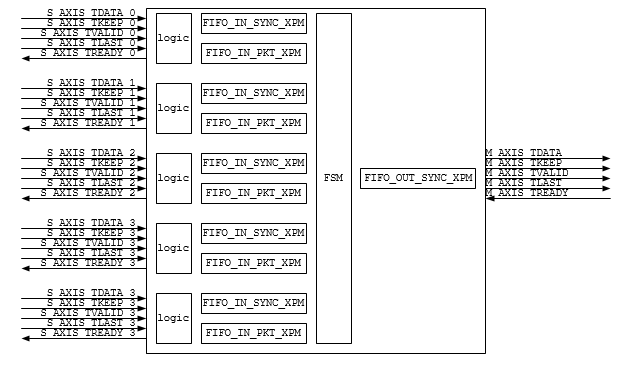 S AXIS TDATA 0
S AXIS TKEEP 0
S AXIS TVALID 0
S AXIS TLAST 0
S AXIS TREADY 0
logic
FIFO_IN_SYNC_XPM
FIFO_IN_PKT_XPM
S AXIS TDATA 1
S AXIS TKEEP 1
S AXIS TVALID 1
S AXIS TLAST 1
S AXIS TREADY 1
logic
FIFO_IN_SYNC_XPM
FIFO_IN_PKT_XPM
S AXIS TDATA 2
S AXIS TKEEP 2
S AXIS TVALID 2
S AXIS TLAST 2
S AXIS TREADY 2
logic
FIFO_IN_SYNC_XPM
FIFO_IN_PKT_XPM
S AXIS TDATA 3
S AXIS TKEEP 3
S AXIS TVALID 3
S AXIS TLAST 3
S AXIS TREADY 3
logic
FIFO_IN_SYNC_XPM
FIFO_IN_PKT_XPM
S AXIS TDATA 3
S AXIS TKEEP 3
S AXIS TVALID 3
S AXIS TLAST 3
S AXIS TREADY 3
logic
FIFO_IN_SYNC_XPM
FIFO_IN_PKT_XPM
FSM
FIFO_OUT_SYNC_XPM
M AXIS TDATA
M AXIS TKEEP
M AXIS TVALID
M AXIS TLAST
M AXIS TREADY